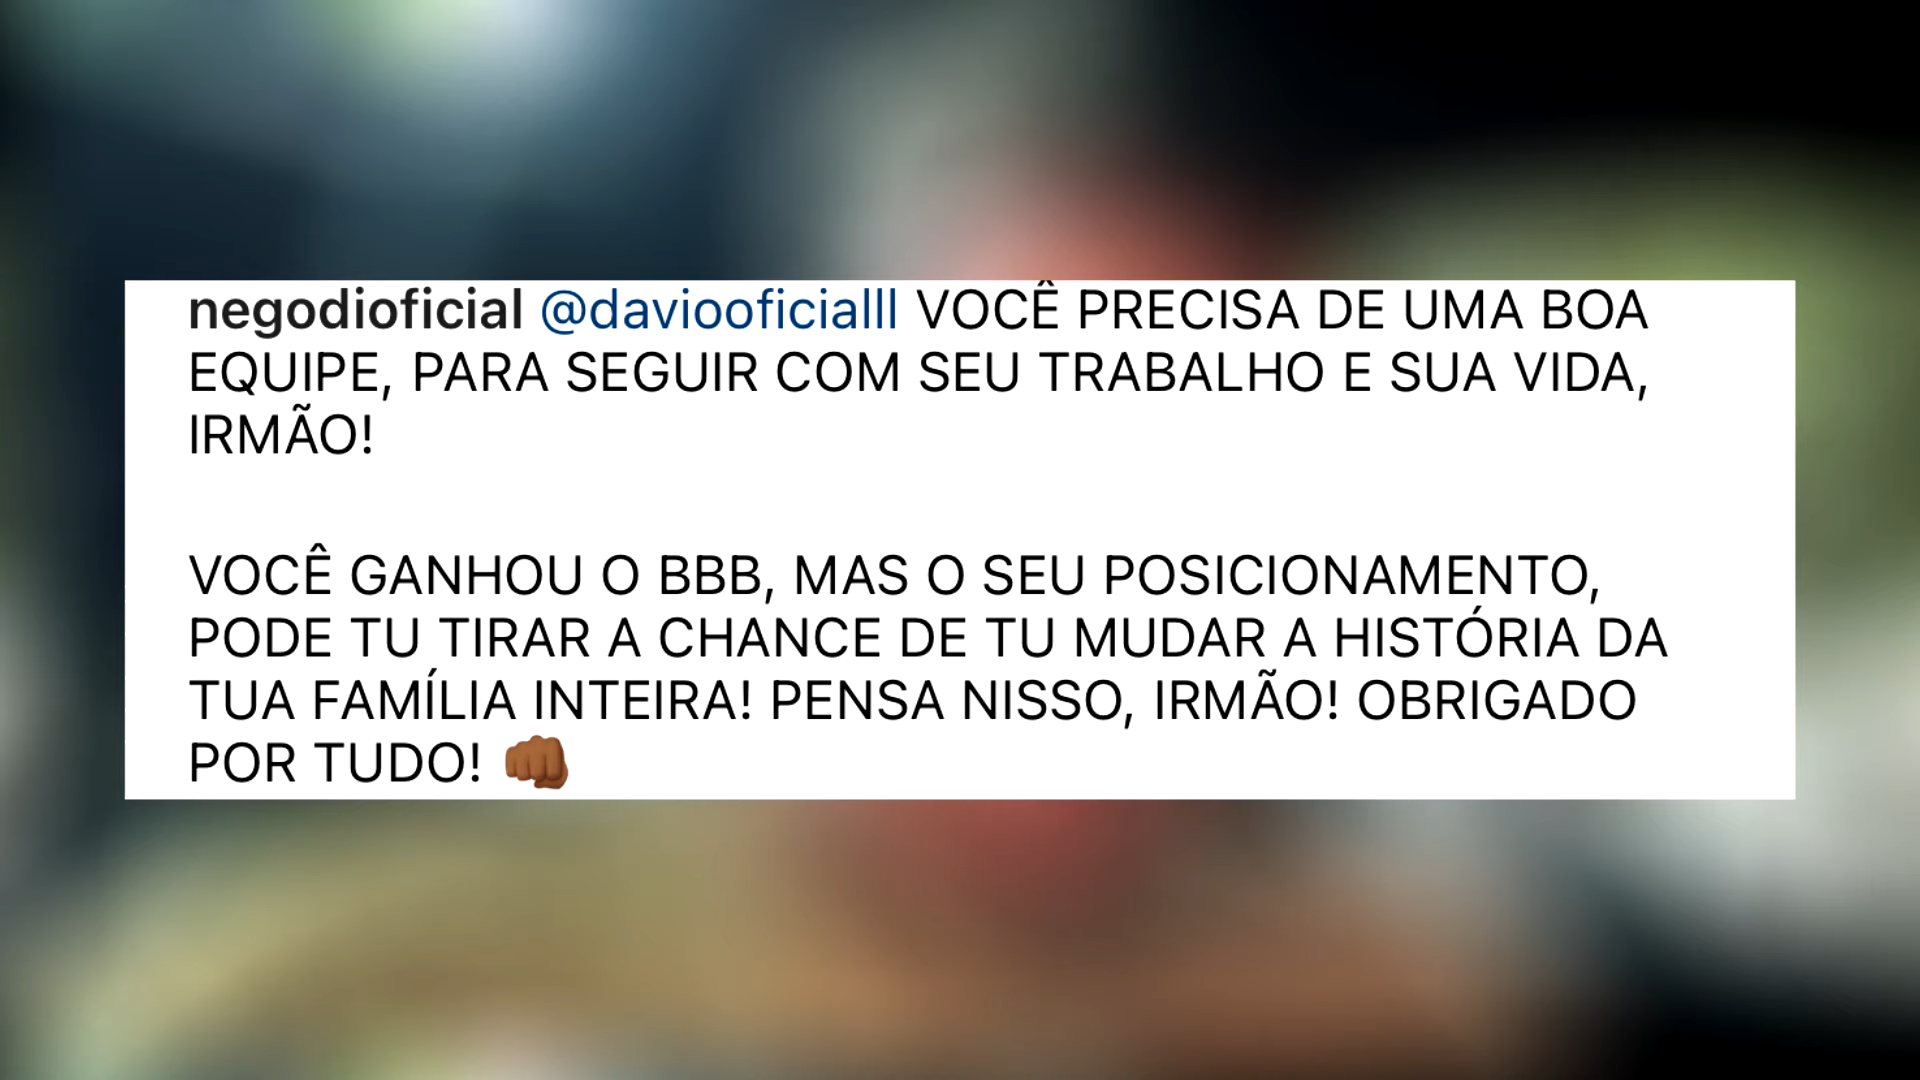 negodioficial @daviooficialll VOCÊ PRECISA DE UMA BOA
EQUIPE, PARA SEGUIR COM SEU TRABALHO E SUA VIDA,
IRMÃO!
VOCÊ GANHOU O BBB, MAS O SEU POSICIONAMENTO,
PODE TU TIRAR A CHANCE DE TU MUDAR A HISTÓRIA DA
TUA FAMÍLIA INTEIRA! PENSA NISSO, IRMÃO! OBRIGADO
POR TUDO! 👊🏾